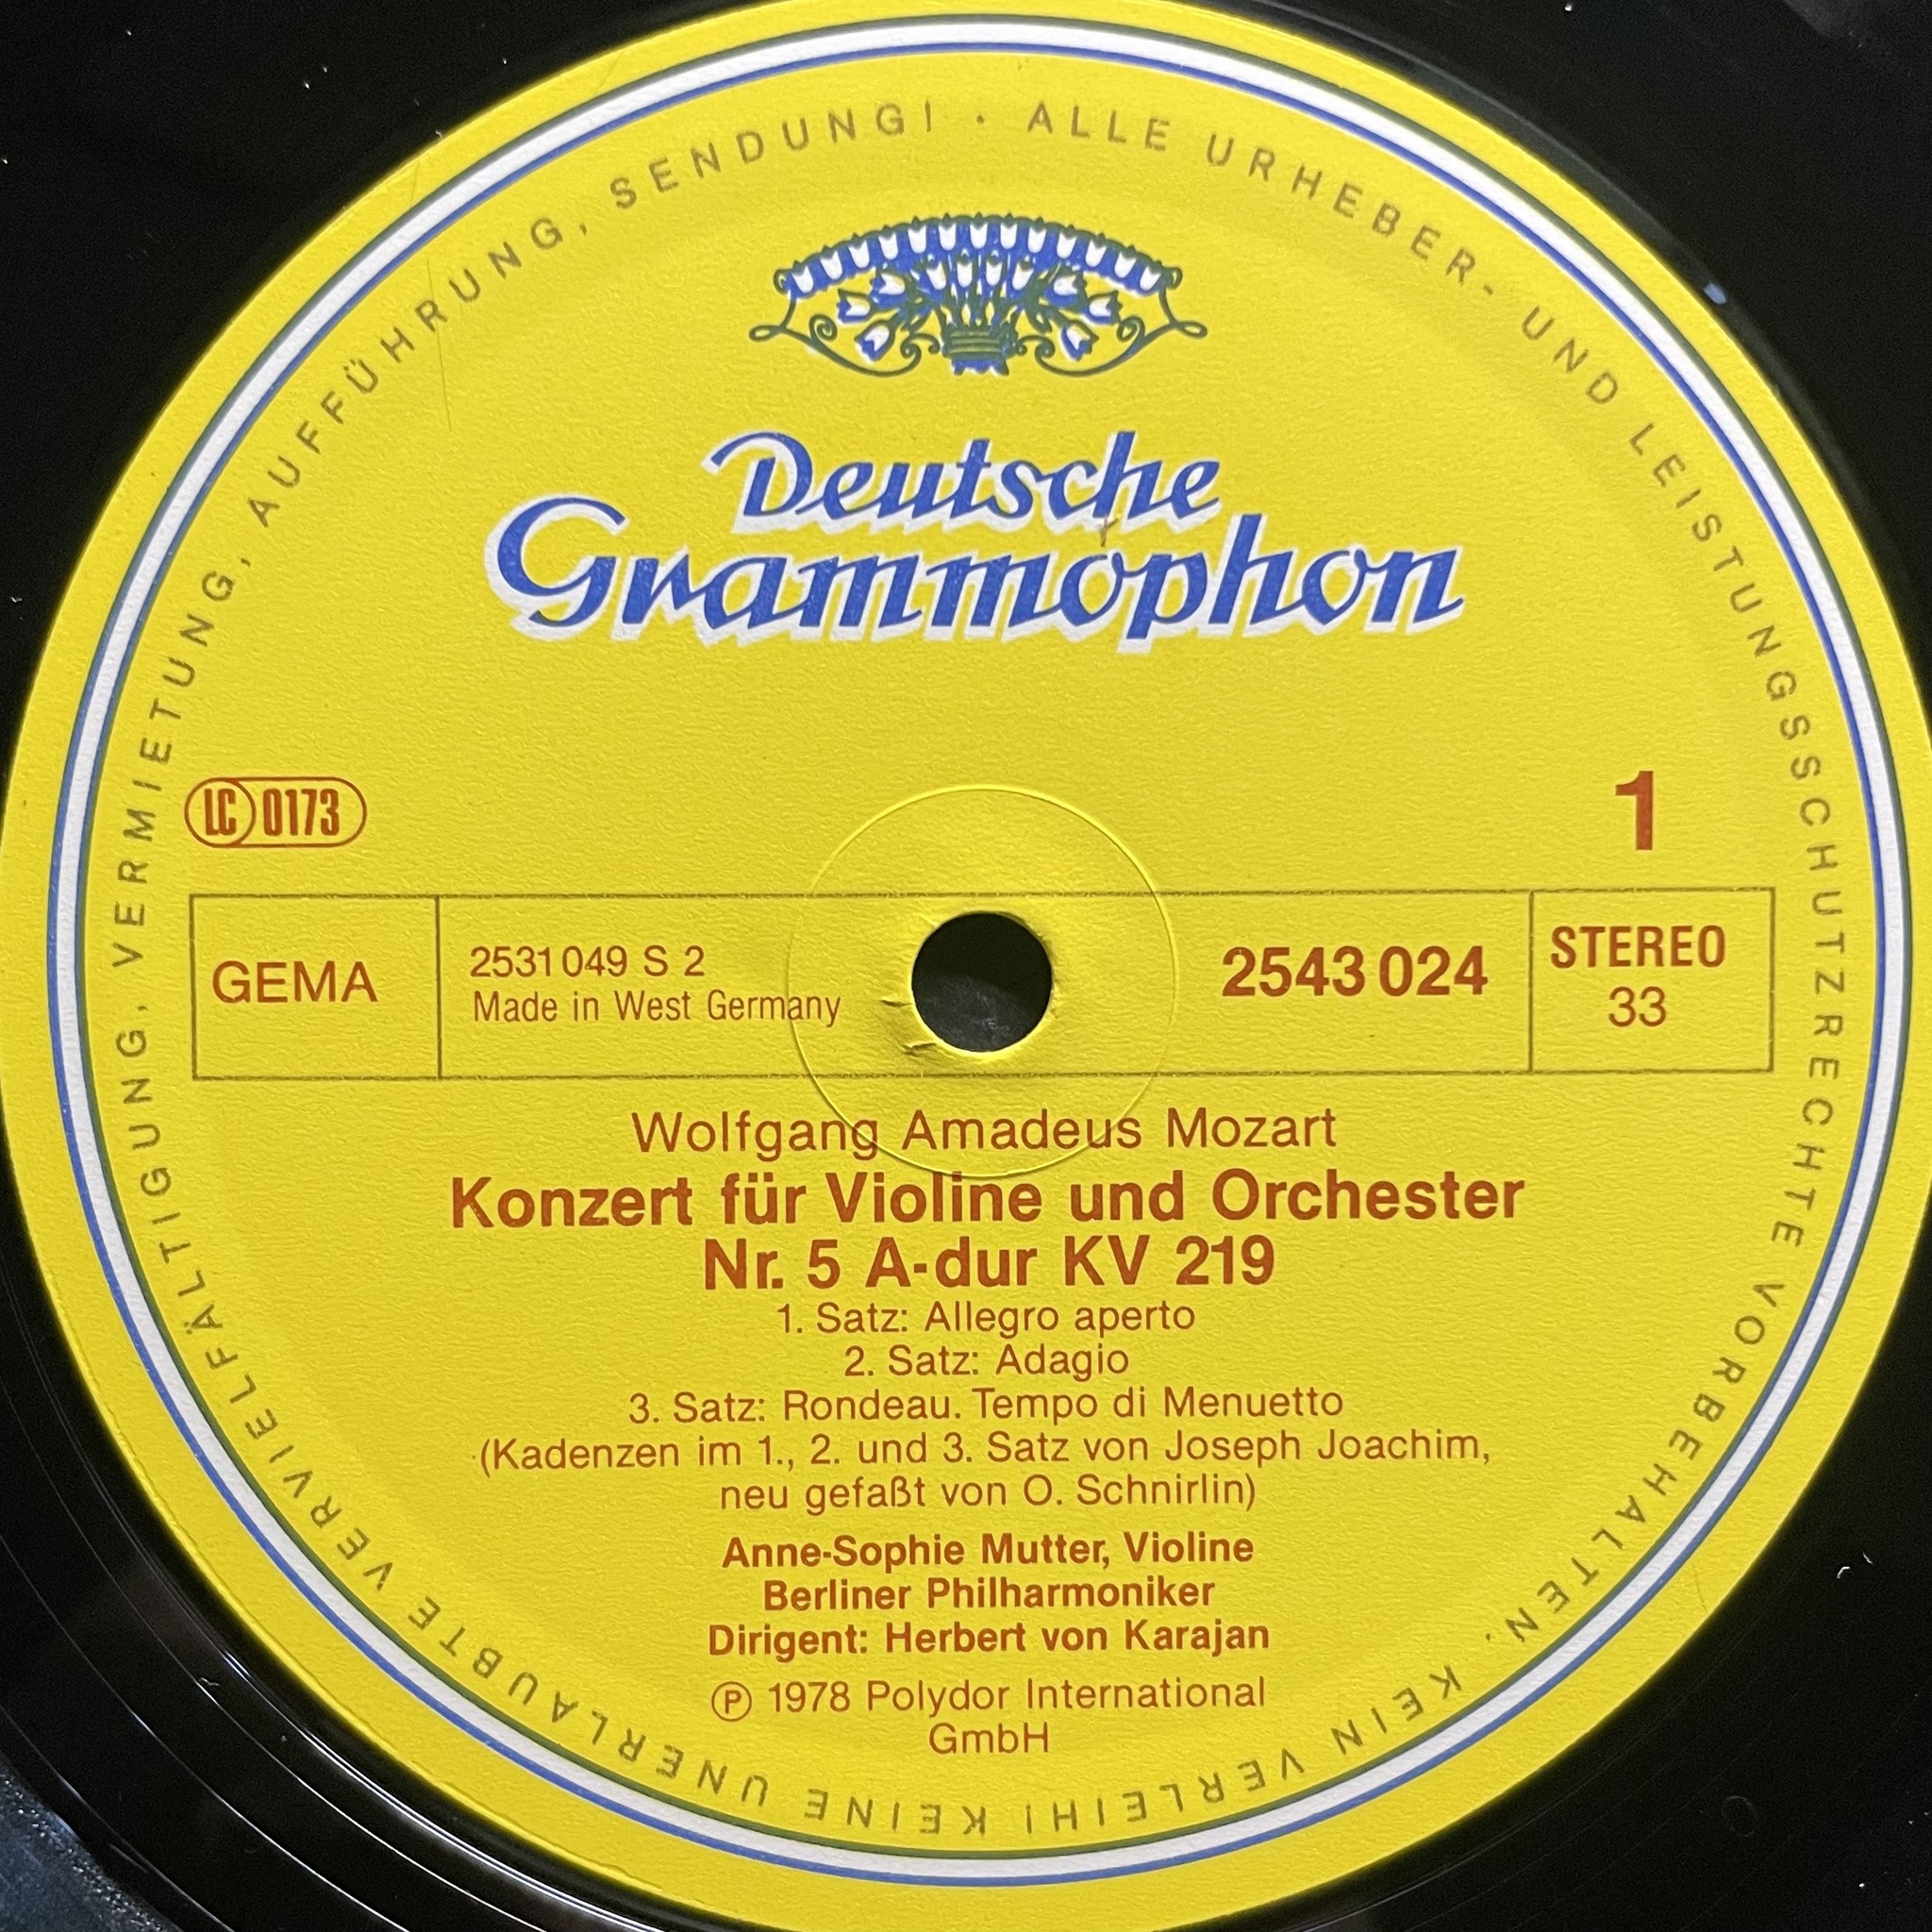 ALLE URHEBER- UND LEISTUNGSSCHUTZRECHTE VORBEHALTEN. KEIN VERLEIH! KEINE UNERLAUBTE VERVIELFÄLTIGUNG, VERMIETUNG, AUFFÜHRUNG, SENDUNG! ·
Deutsche
Grammophon
LC 0173
1
GEMA
2531 049 S 2
Made in West Germany
2543 024
STEREO
33
Wolfgang Amadeus Mozart
Konzert für Violine und Orchester
Nr. 5 A-dur KV 219
1. Satz: Allegro aperto
2. Satz: Adagio
3. Satz: Rondeau. Tempo di Menuetto
(Kadenzen im 1., 2. und 3. Satz von Joseph Joachim,
neu gefaßt von O. Schnirlin)
Anne-Sophie Mutter, Violine
Berliner Philharmoniker
Dirigent: Herbert von Karajan
Ⓟ 1978 Polydor International
GmbH